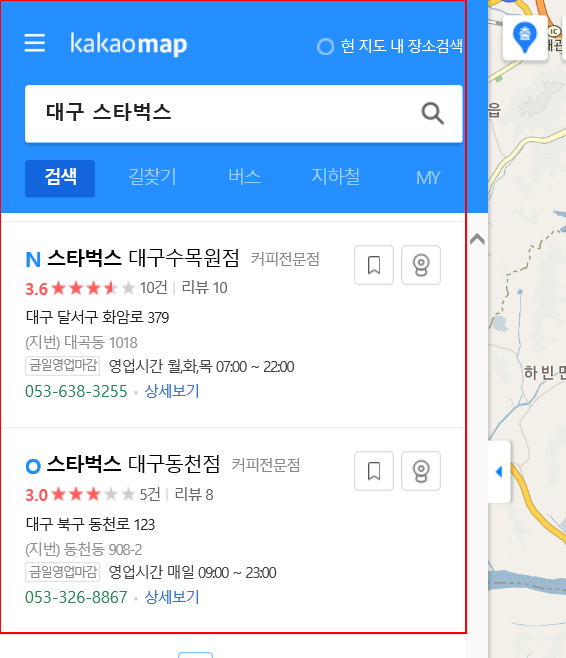 kakaomap
현 지도 내 장소검색
대구 스타벅스
검색 길찾기 버스 지하철 MY
N 스타벅스 대구수목원점 커피전문점
3.6 10건 리뷰 10
대구 달서구 화암로 379
(지번) 대곡동 1018
금일영업마감 영업시간 월,화,목 07:00 ~ 22:00
053-638-3255 상세보기
O 스타벅스 대구동천점 커피전문점
3.0 5건 리뷰 8
대구 북구 동천로 123
(지번) 동천동 908-2
금일영업마감 영업시간 매일 09:00 ~ 23:00
053-326-8867 상세보기
출
IC
읍
하빈면